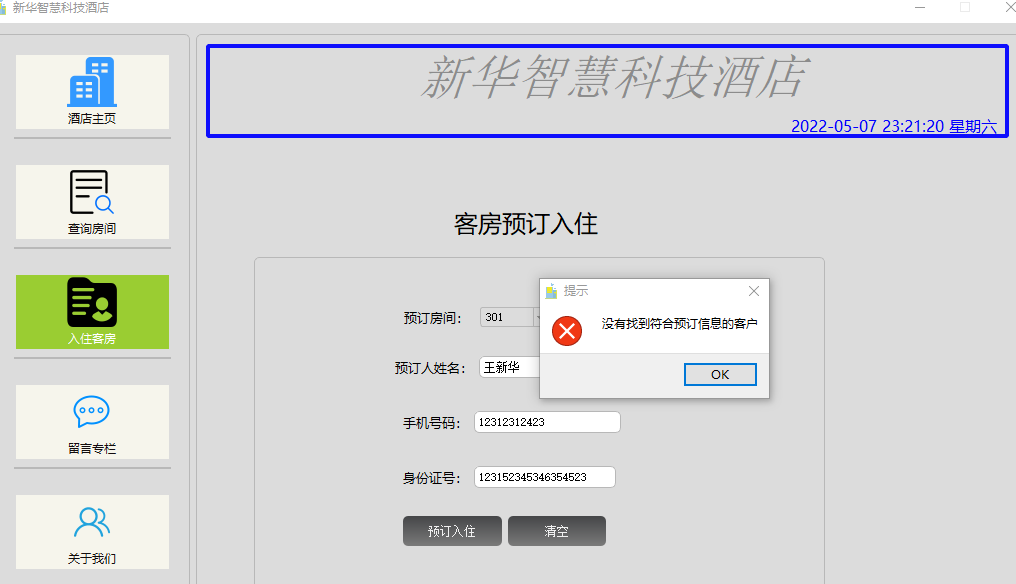 新华智慧科技酒店
酒店主页
查询房间
入住客房
留言专栏
关于我们
新华智慧科技酒店
2022-05-07 23:21:20 星期六
客房预订入住
预订房间: 301
预订人姓名: 王新华
手机号码: 12312312423
身份证号: 123152345346354523
预订入住 清空
提示
没有找到符合预订信息的客户
OK